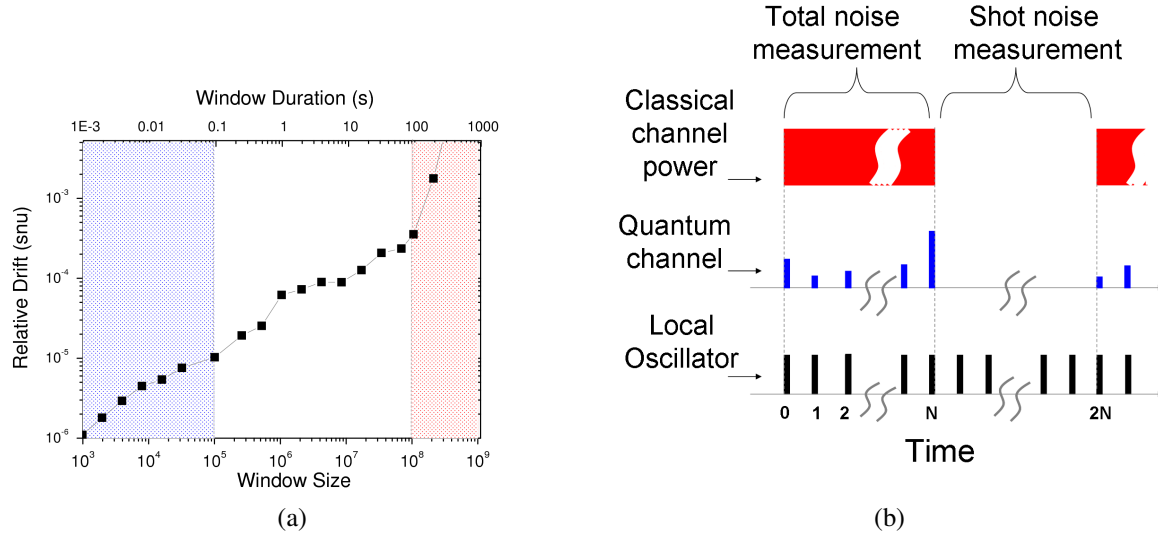 Window Duration (s)
1E-3 0.01 0.1 1 10 100 1000
Relative Drift (snu)
10⁻³
10⁻⁴
10⁻⁵
10⁻⁶
10³ 10⁴ 10⁵ 10⁶ 10⁷ 10⁸ 10⁹
Window Size
(a)
Total noise
measurement
Shot noise
measurement
Classical
channel
power
Quantum
channel
Local
Oscillator
0 1 2 N 2N
Time
(b)